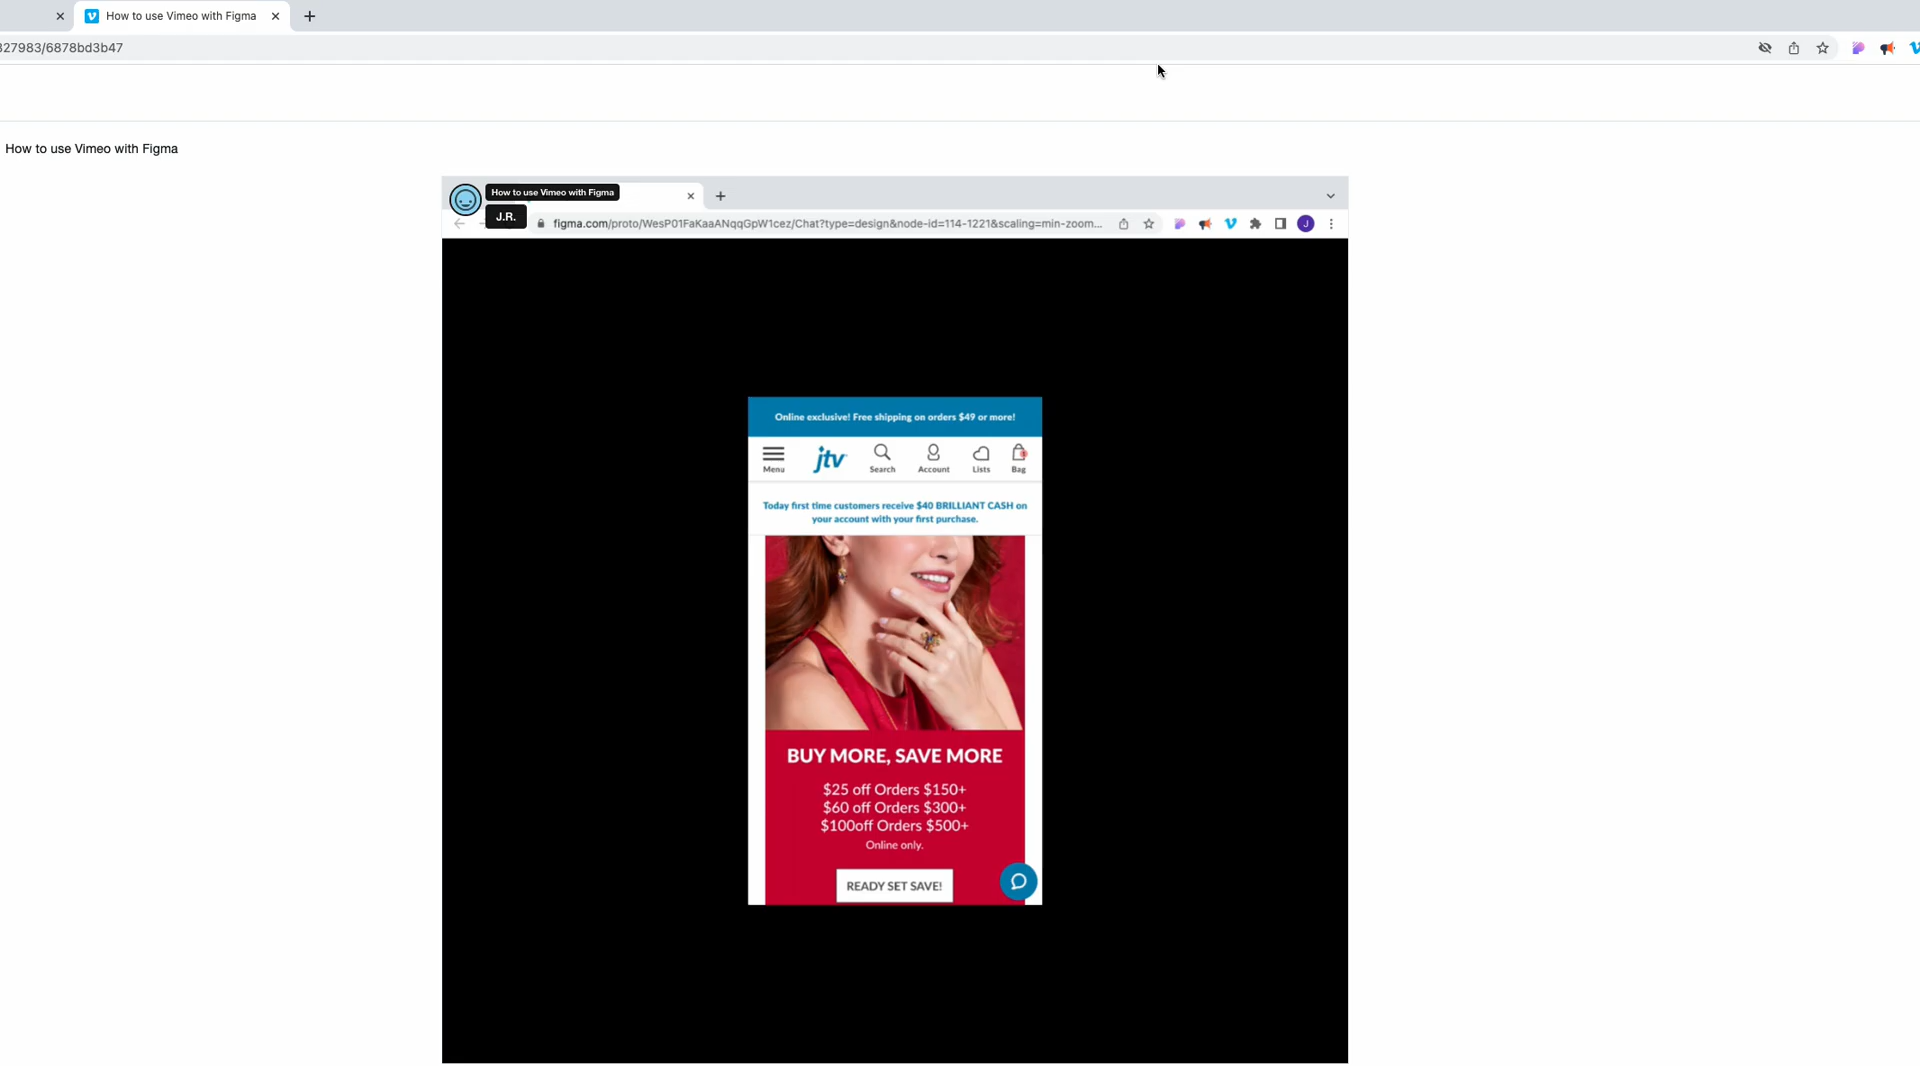 How to use Vimeo with Figma
327983/6878bd3b47
How to use Vimeo with Figma
How to use Vimeo with Figma
J.R.
figma.com/proto/WesP01FaKaaANqqGpW1cez/Chat?type=design&node-id=114-1221&scaling=min-zoom...
J
Online exclusive! Free shipping on orders $49 or more!
Menu jtv Search Account Lists Bag
Today first time customers receive $40 BRILLIANT CASH on
your account with your first purchase.
BUY MORE, SAVE MORE
$25 off Orders $150+
$60 off Orders $300+
$100off Orders $500+
Online only.
READY SET SAVE!